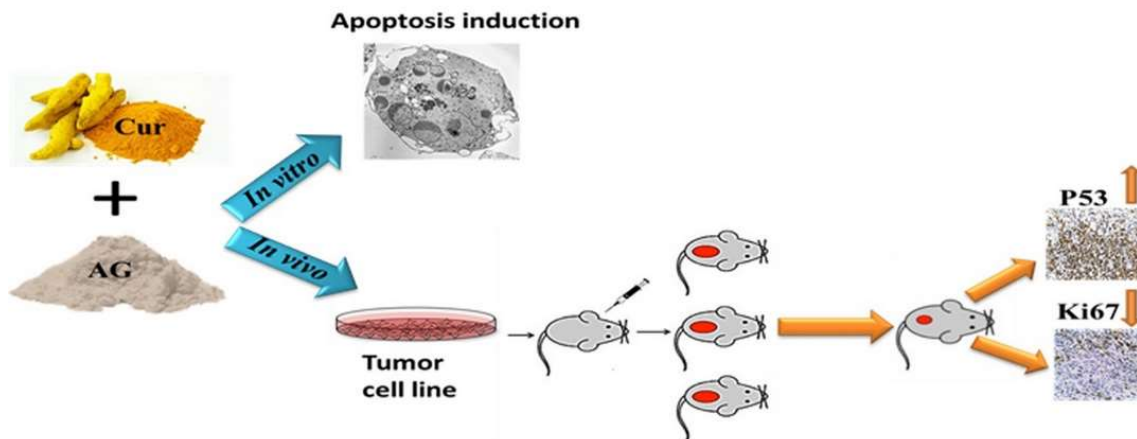 Apoptosis induction
Cur
+
AG
In vitro
In vivo
Tumor
cell line
P53
Ki67